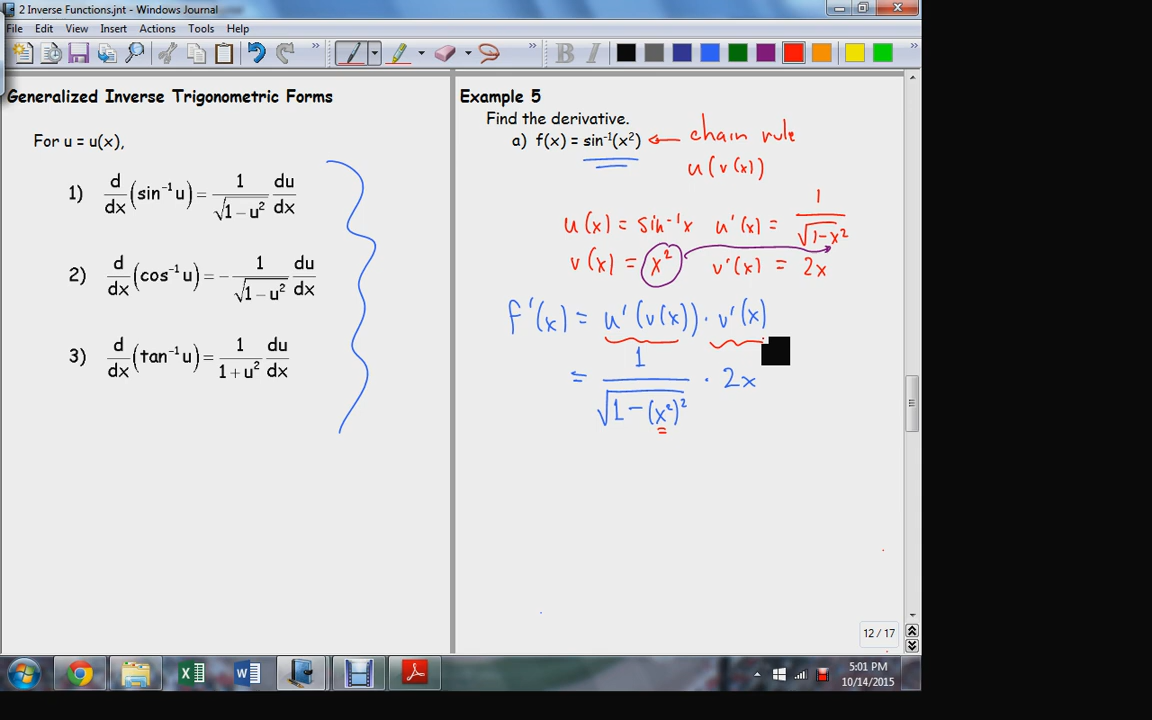 2 Inverse Functions.jnt - Windows Journal
File Edit View Insert Actions Tools Help
B I
Generalized Inverse Trigonometric Forms
For u = u(x),
1) d/dx (sin⁻¹ u) = 1/√(1 − u²) du/dx
2) d/dx (cos⁻¹ u) = − 1/√(1 − u²) du/dx
3) d/dx (tan⁻¹ u) = 1/(1 + u²) du/dx
Example 5
Find the derivative.
a) f(x) = sin⁻¹(x²) ← chain rule
u(v(x))
u(x) = sin⁻¹x u'(x) = 1/√(1−x²)
v(x) = x² v'(x) = 2x
f'(x) = u'(v(x)) · v'(x)
= 1/√(1−(x²)²) · 2x
12 / 17
5:01 PM
10/14/2015